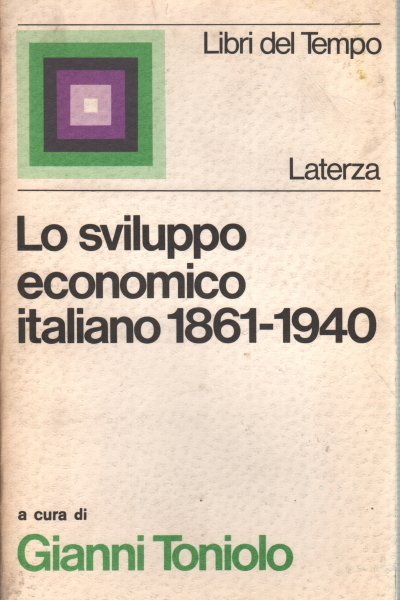 Libri del Tempo
Laterza
Lo sviluppo
economico
italiano 1861-1940
a cura di
Gianni Toniolo